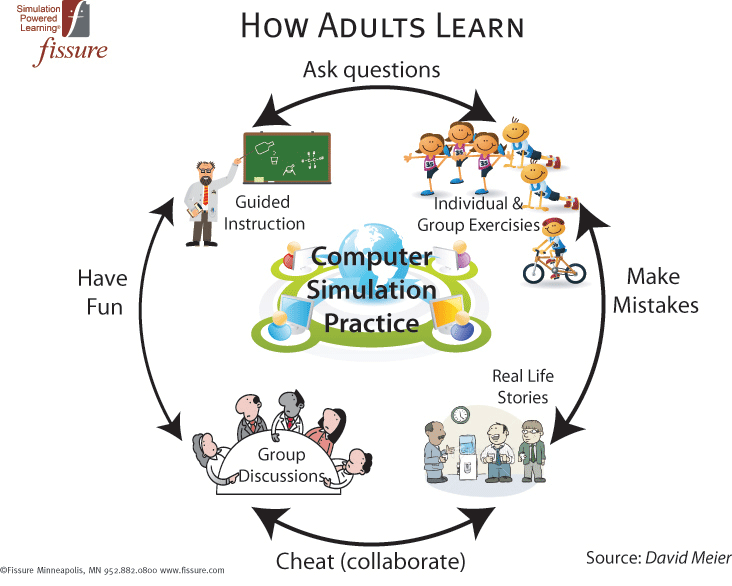 Simulation
Powered
Learning®
fissure
How Adults Learn
Ask questions
Guided
Instruction
Individual &
Group Exercisies
Have
Fun
Computer
Simulation
Practice
Make
Mistakes
Real Life
Stories
Group
Discussions
Cheat (collaborate)
Source: David Meier
©Fissure Minneapolis, MN 952.882.0800 www.fissure.com